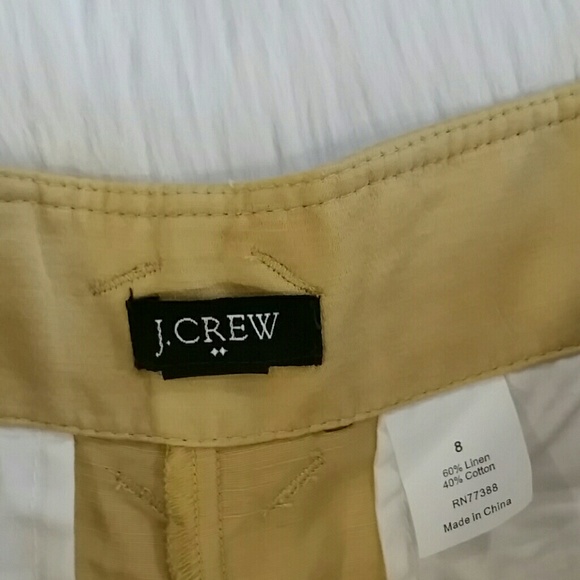 J.CREW
8
60% Linen
40% Cotton
RN77388
Made in China